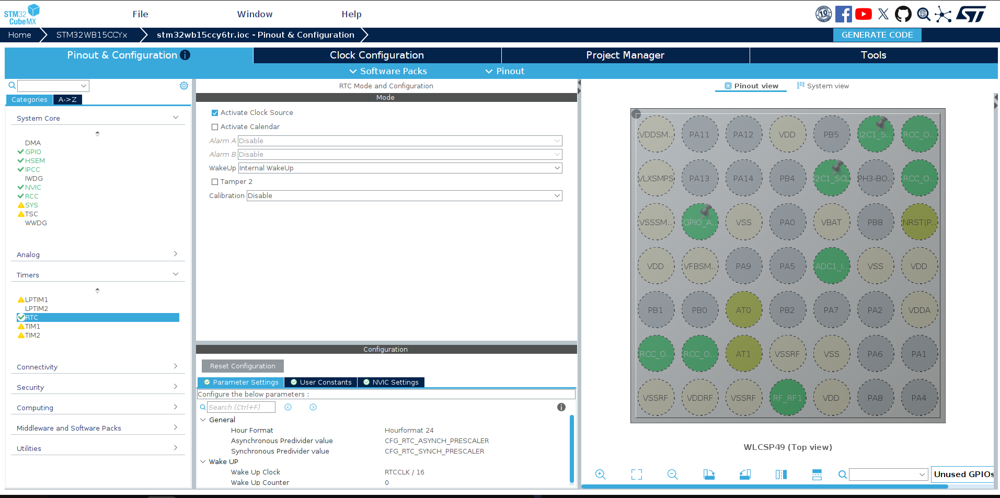 STM32
CubeMX
File
Window
Help
10
Home
STM32WB15CCYx
stm32wb15ccy6tr.ioc - Pinout & Configuration
GENERATE CODE
Pinout & Configuration
Clock Configuration
Project Manager
Tools
Software Packs
Pinout
Categories
A->Z
System Core
DMA
GPIO
HSEM
IPCC
IWDG
NVIC
RCC
SYS
TSC
WWDG
Analog
Timers
LPTIM1
LPTIM2
RTC
TIM1
TIM2
Connectivity
Security
Computing
Middleware and Software Packs
Utilities
RTC Mode and Configuration
Mode
Activate Clock Source
Activate Calendar
Alarm A Disable
Alarm B Disable
WakeUp Internal WakeUp
Tamper 2
Calibration Disable
Configuration
Reset Configuration
Parameter Settings
User Constants
NVIC Settings
Configure the below parameters :
Search (Ctrl+F)
General
Hour Format Hourformat 24
Asynchronous Predivider value CFG_RTC_ASYNCH_PRESCALER
Synchronous Predivider value CFG_RTC_SYNCH_PRESCALER
Wake UP
Wake Up Clock RTCCLK / 16
Wake Up Counter 0
Pinout view
System view
VDDSM.. PA11 PA12 VDD PB5 I2C1_S.. RCC_O..
VLXSMPS PA13 PA14 PB4 I2C1_SCL PH3-BO.. RCC_O..
VSSSM.. GPIO_A.. VSS PA0 VBAT PB8 NRST(P..
VDD VFBSM.. PA9 PA5 ADC1_I.. VSS VDD
PB1 PB0 AT0 PB2 PA7 PA2 VDDA
RCC_O.. RCC_O.. AT1 VSSRF VSS PA6 PA1
VSSRF VDDRF VSSRF RF_RF1 VDD PA8 PA4
WLCSP49 (Top view)
Unused GPIOs